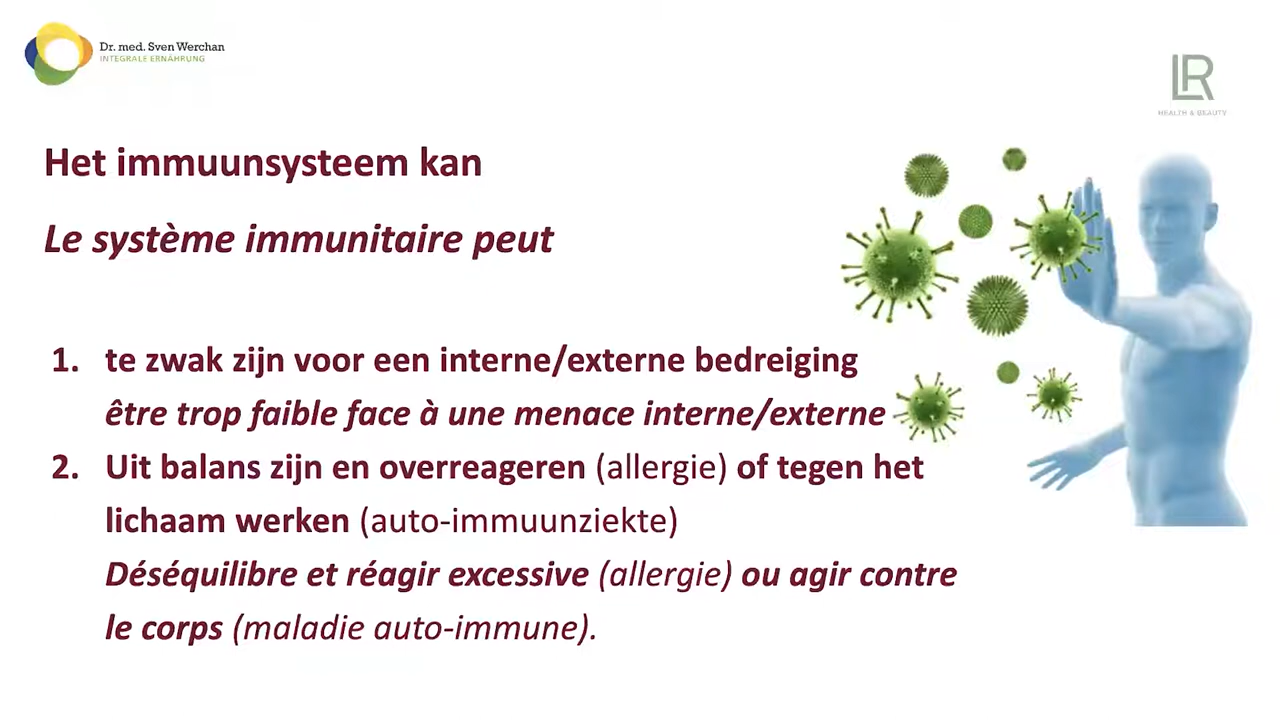 Dr. med. Sven Werchan
INTEGRALE ERNÄHRUNG
LR
HEALTH & BEAUTY
Het immuunsysteem kan
Le système immunitaire peut
1. te zwak zijn voor een interne/externe bedreiging
être trop faible face à une menace interne/externe
2. Uit balans zijn en overreageren (allergie) of tegen het
lichaam werken (auto-immuunziekte)
Déséquilibre et réagir excessive (allergie) ou agir contre
le corps (maladie auto-immune).